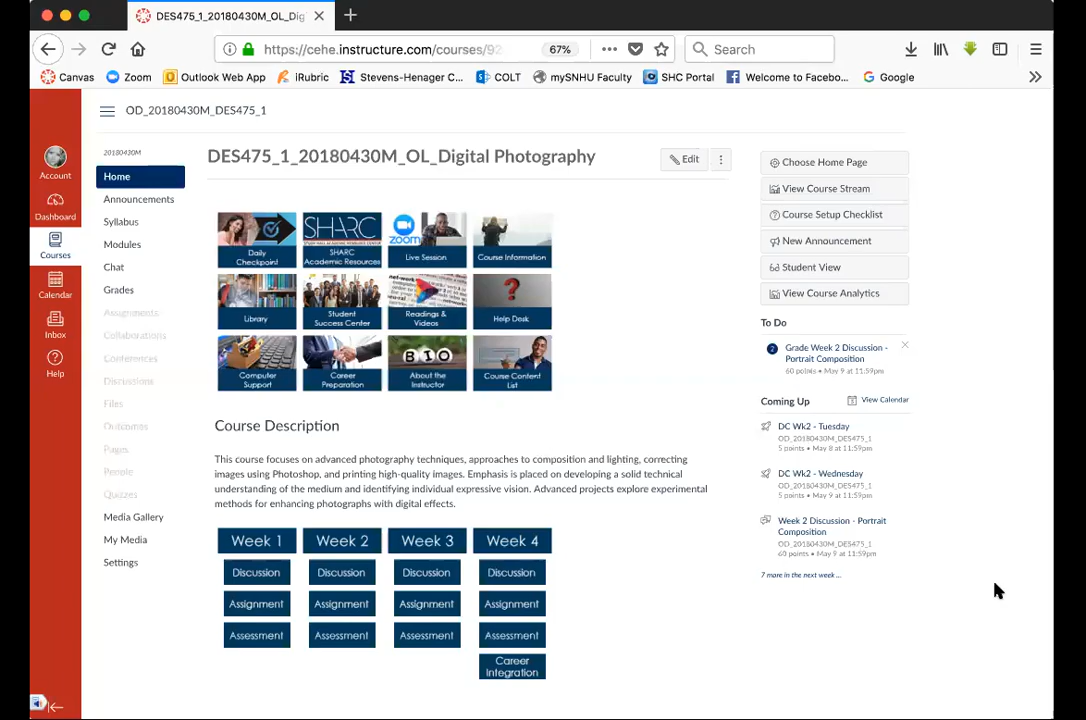 DES475_1_20180430M_OL_Dig
https://cehe.instructure.com/courses/92
67%
Search
Canvas
Zoom
Outlook Web App
iRubric
Stevens-Henager C...
COLT
mySNHU Faculty
SHC Portal
Welcome to Facebo...
Google
OD_20180430M_DES475_1
Account
Dashboard
Courses
Calendar
Inbox
Help
20180430M
Home
Announcements
Syllabus
Modules
Chat
Grades
Assignments
Collaborations
Conferences
Discussions
Files
Outcomes
Pages
People
Quizzes
Media Gallery
My Media
Settings
DES475_1_20180430M_OL_Digital Photography
Edit
Daily
Checkpoint
SHARC
SHARC
Academic Resources
zoom
Live Session
Course Information
Library
Student
Success Center
Readings &
Videos
Help Desk
Computer
Support
Career
Preparation
BIO
About the
Instructor
Course Content
List
Course Description
This course focuses on advanced photography techniques, approaches to composition and lighting, correcting
images using Photoshop, and printing high-quality images. Emphasis is placed on developing a solid technical
understanding of the medium and identifying individual expressive vision. Advanced projects explore experimental
methods for enhancing photographs with digital effects.
Week 1 Week 2 Week 3 Week 4
Discussion Discussion Discussion Discussion
Assignment Assignment Assignment Assignment
Assessment Assessment Assessment Assessment
Career
Integration
Choose Home Page
View Course Stream
Course Setup Checklist
New Announcement
Student View
View Course Analytics
To Do
2
Grade Week 2 Discussion -
Portrait Composition
60 points • May 9 at 11:59pm
Coming Up
View Calendar
DC Wk2 - Tuesday
OD_20180430M_DES475_1
5 points • May 8 at 11:59pm
DC Wk2 - Wednesday
OD_20180430M_DES475_1
5 points • May 9 at 11:59pm
Week 2 Discussion - Portrait
Composition
OD_20180430M_DES475_1
60 points • May 9 at 11:59pm
7 more in the next week ...